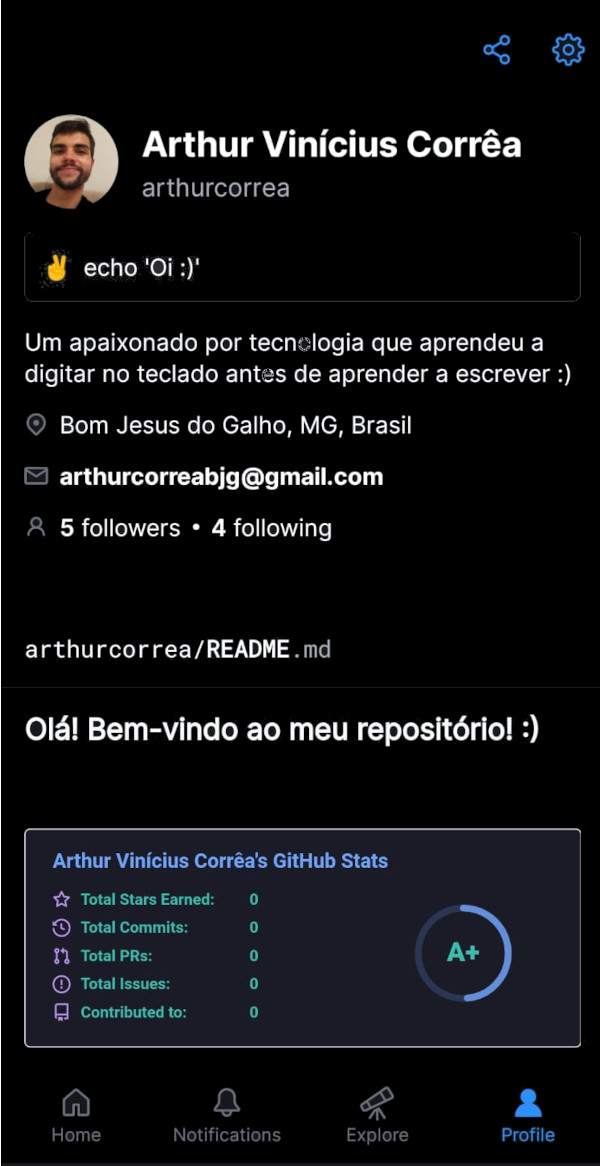 Arthur Vinícius Corrêa
arthurcorrea
✌️ echo 'Oi :)'
Um apaixonado por tecnologia que aprendeu a
digitar no teclado antes de aprender a escrever :)
Bom Jesus do Galho, MG, Brasil
arthurcorreabjg@gmail.com
5 followers • 4 following
arthurcorrea/README.md
Olá! Bem-vindo ao meu repositório! :)
Arthur Vinícius Corrêa's GitHub Stats
Total Stars Earned: 0
Total Commits: 0
Total PRs: 0
Total Issues: 0
Contributed to: 0
A+
Home Notifications Explore Profile